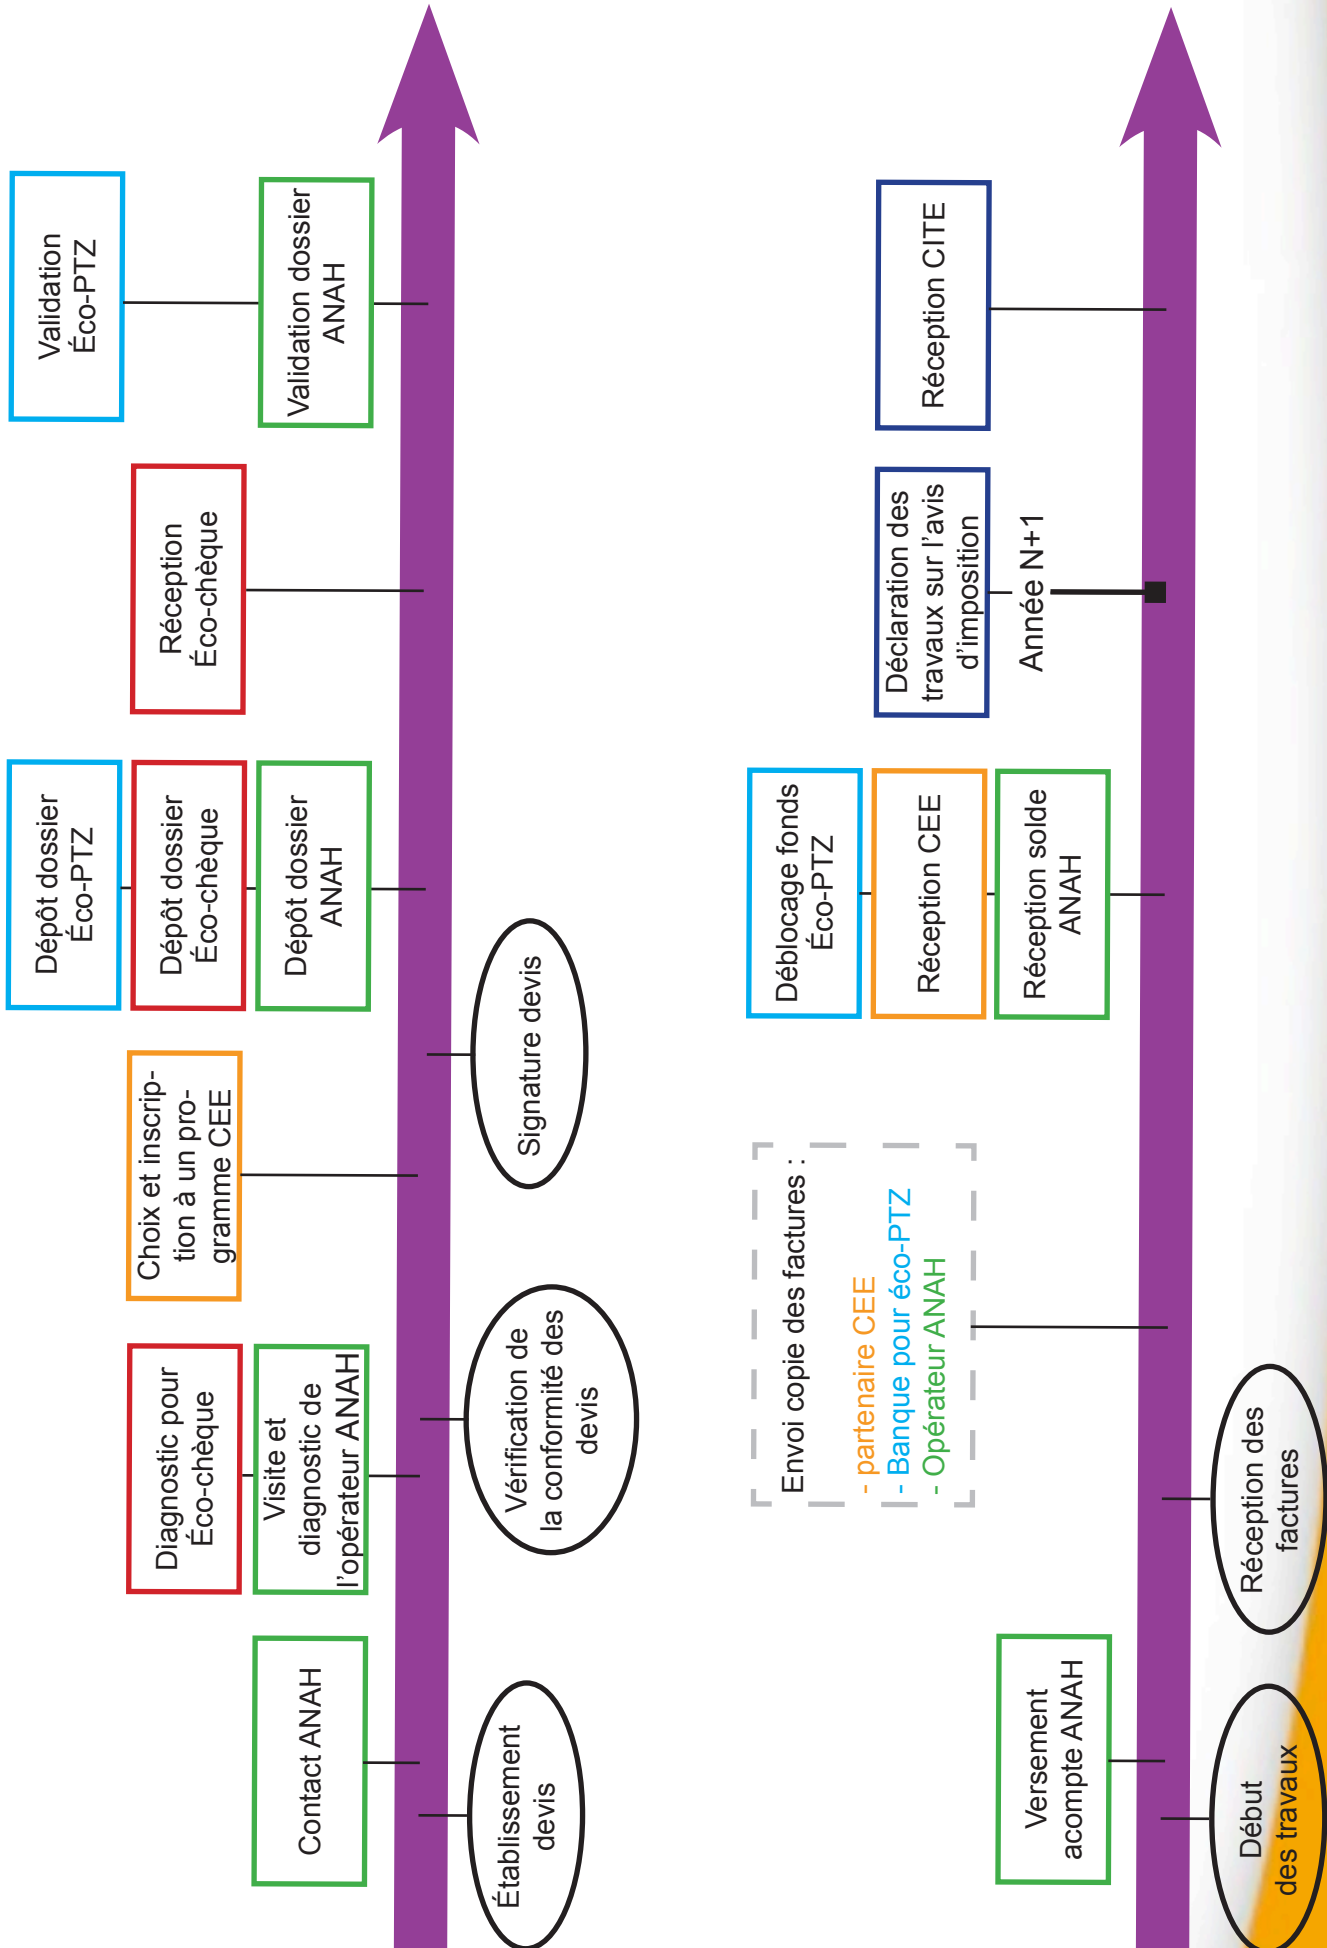 Contact ANAH
Diagnostic pour
Éco-chèque
Visite et
diagnostic de
l'opérateur ANAH
Choix et inscrip-
tion à un pro-
gramme CEE
Dépôt dossier
Éco-PTZ
Dépôt dossier
Éco-chèque
Dépôt dossier
ANAH
Réception
Éco-chèque
Validation
Éco-PTZ
Validation dossier
ANAH
Établissement
devis
Vérification de
la conformité des
devis
Signature devis
Versement
acompte ANAH
Envoi copie des factures :
- partenaire CEE
- Banque pour éco-PTZ
- Opérateur ANAH
Déblocage fonds
Éco-PTZ
Réception CEE
Réception solde
ANAH
Déclaration des
travaux sur l'avis
d'imposition
Année N+1
Réception CITE
Début
des travaux
Réception des
factures